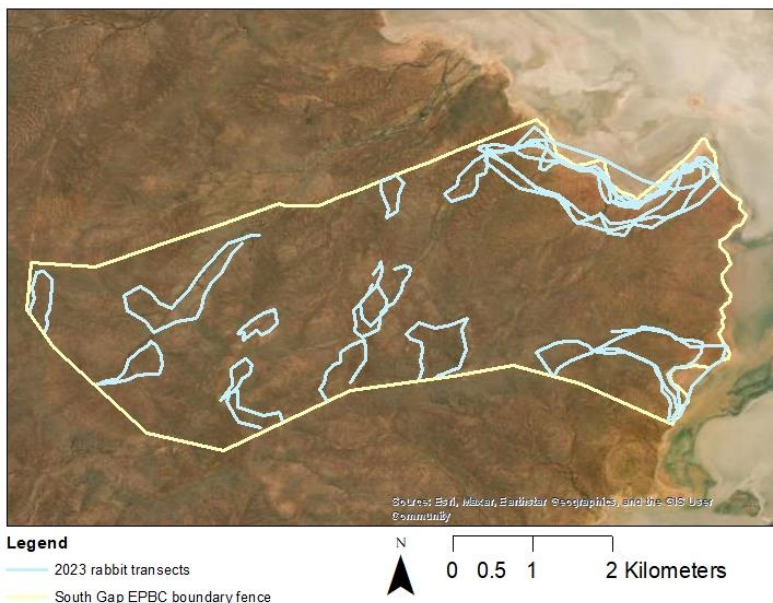 Source: Esri, Maxar, Earthstar Geographics, and the GIS User
Community
Legend
2023 rabbit transects
South Gap EPBC boundary fence
N
0 0.5 1 2 Kilometers